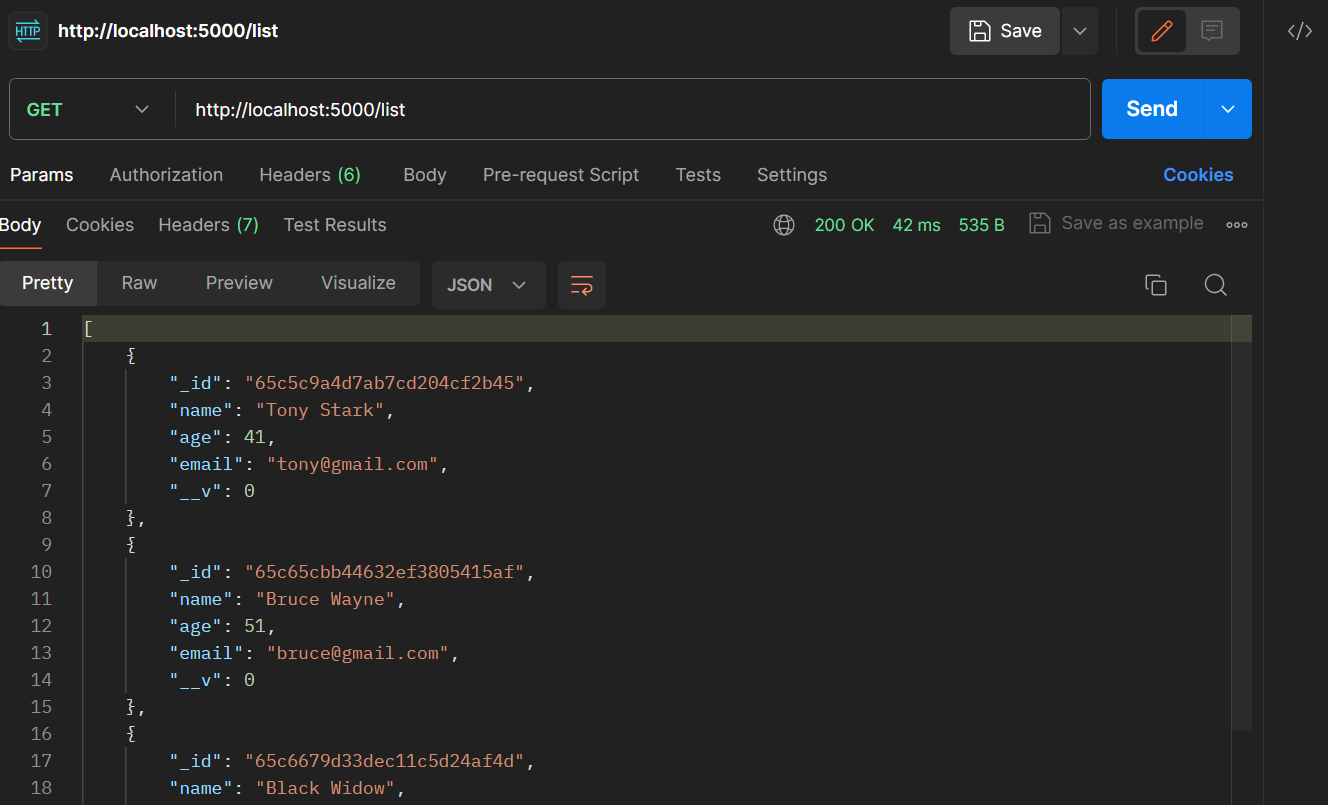 HTTP http://localhost:5000/list Save
GET http://localhost:5000/list Send
Params Authorization Headers (6) Body Pre-request Script Tests Settings Cookies
Body Cookies Headers (7) Test Results 200 OK 42 ms 535 B Save as example
Pretty Raw Preview Visualize JSON
1 [
2 {
3 "_id": "65c5c9a4d7ab7cd204cf2b45",
4 "name": "Tony Stark",
5 "age": 41,
6 "email": "tony@gmail.com",
7 "__v": 0
8 },
9 {
10 "_id": "65c65cbb44632ef3805415af",
11 "name": "Bruce Wayne",
12 "age": 51,
13 "email": "bruce@gmail.com",
14 "__v": 0
15 },
16 {
17 "_id": "65c6679d33dec11c5d24af4d",
18 "name": "Black Widow",